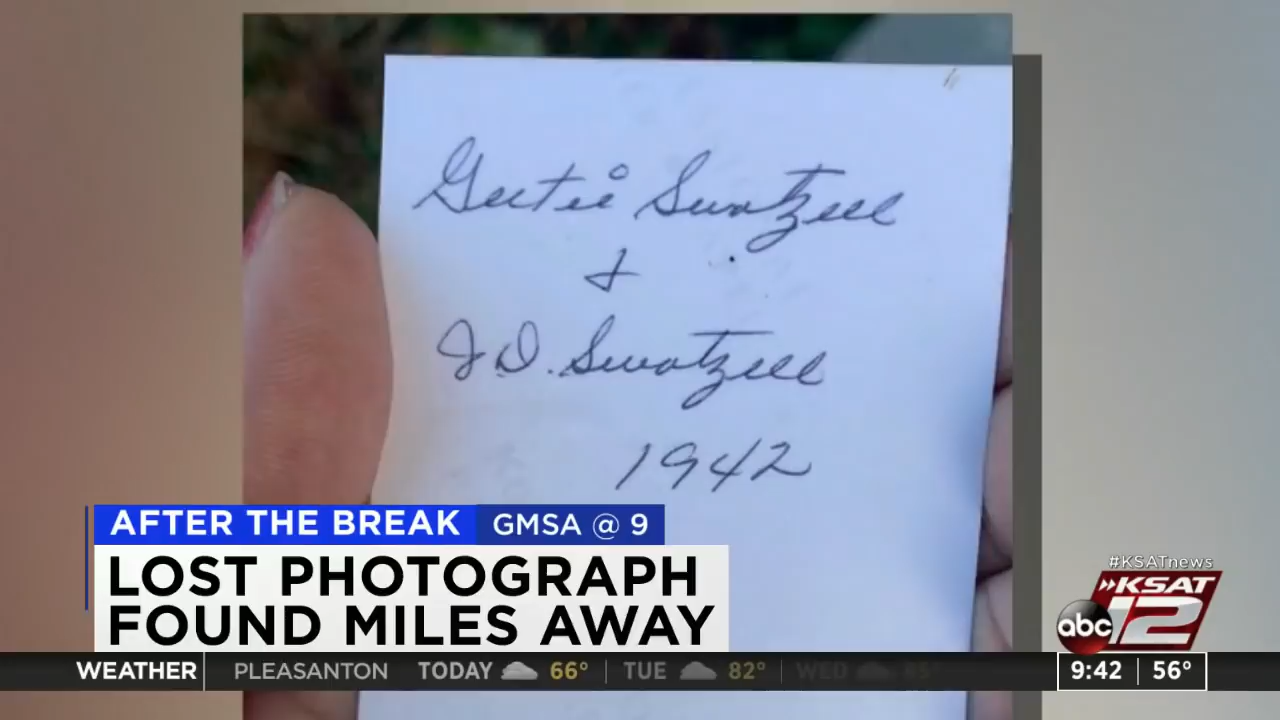 Gertie Swatzell
&
J.D. Swatzell
1942
AFTER THE BREAK GMSA @ 9
LOST PHOTOGRAPH
FOUND MILES AWAY
#KSATnews
KSAT
abc 12
WEATHER PLEASANTON TODAY 66° TUE 82° WED 83°
9:42 56°